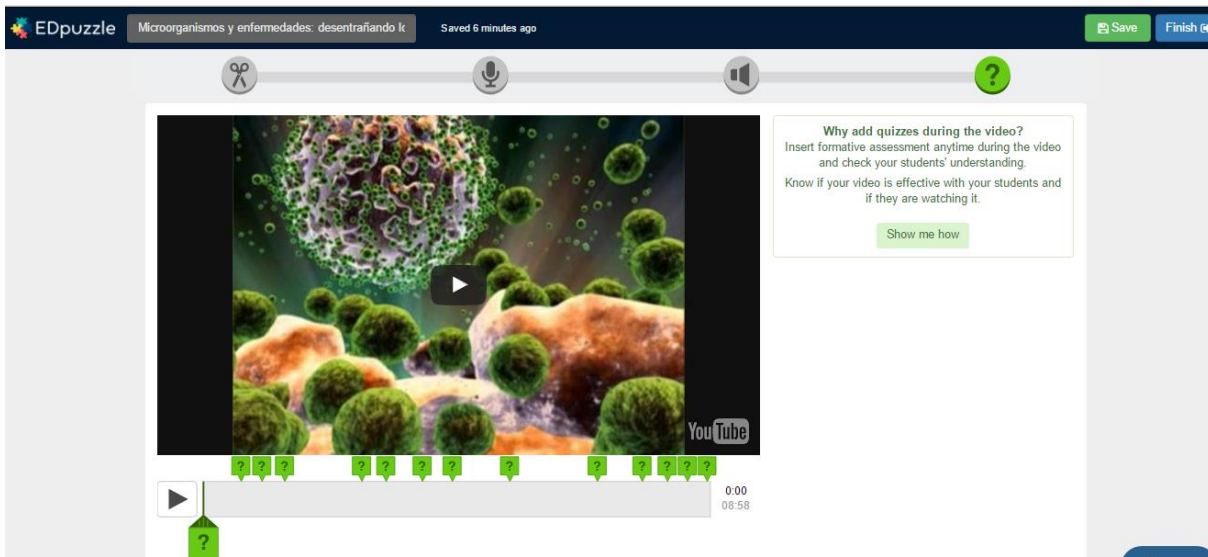 EDpuzzle
Microorganismos y enfermedades: desentrañando lo
Saved 6 minutes ago
Save
Finish
?
Why add quizzes during the video?
Insert formative assessment anytime during the video
and check your students' understanding.
Know if your video is effective with your students and
if they are watching it.
Show me how
YouTube
? ? ? ? ? ? ? ? ? ? ? ? ?
0:00
08:58
?